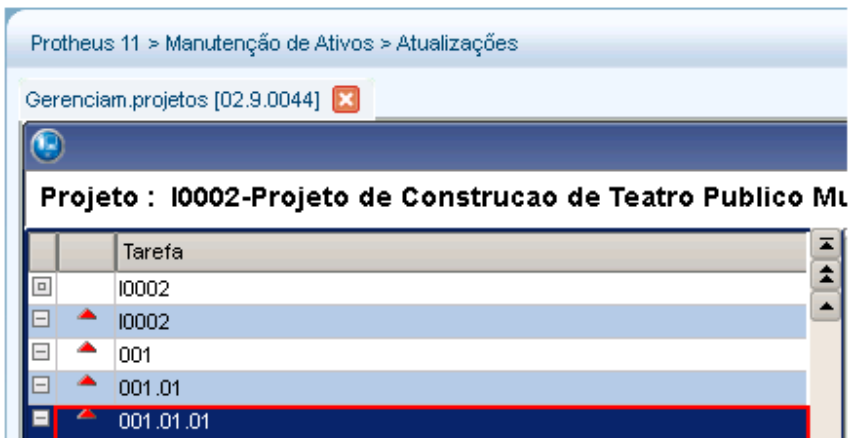 Protheus 11 > Manutenção de Ativos > Atualizações
Gerenciam.projetos [02.9.0044]
Projeto : I0002-Projeto de Construcao de Teatro Publico Mu
Tarefa
I0002
I0002
001
001.01
001.01.01